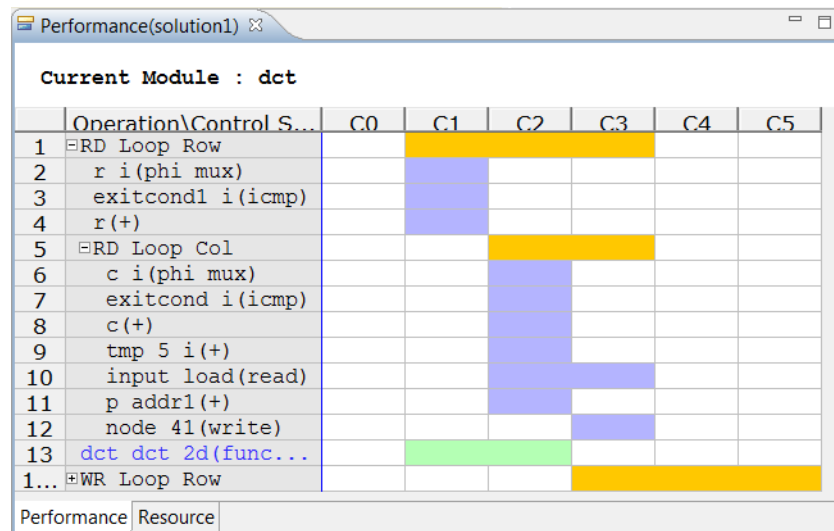 Performance(solution1)
Current Module : dct
Operation\Control S... C0 C1 C2 C3 C4 C5
1 RD Loop Row
2 r i(phi mux)
3 exitcond1 i(icmp)
4 r(+)
5 RD Loop Col
6 c i(phi mux)
7 exitcond i(icmp)
8 c(+)
9 tmp 5 i(+)
10 input load(read)
11 p addr1(+)
12 node 41(write)
13 dct dct 2d(func...
1... WR Loop Row
Performance Resource